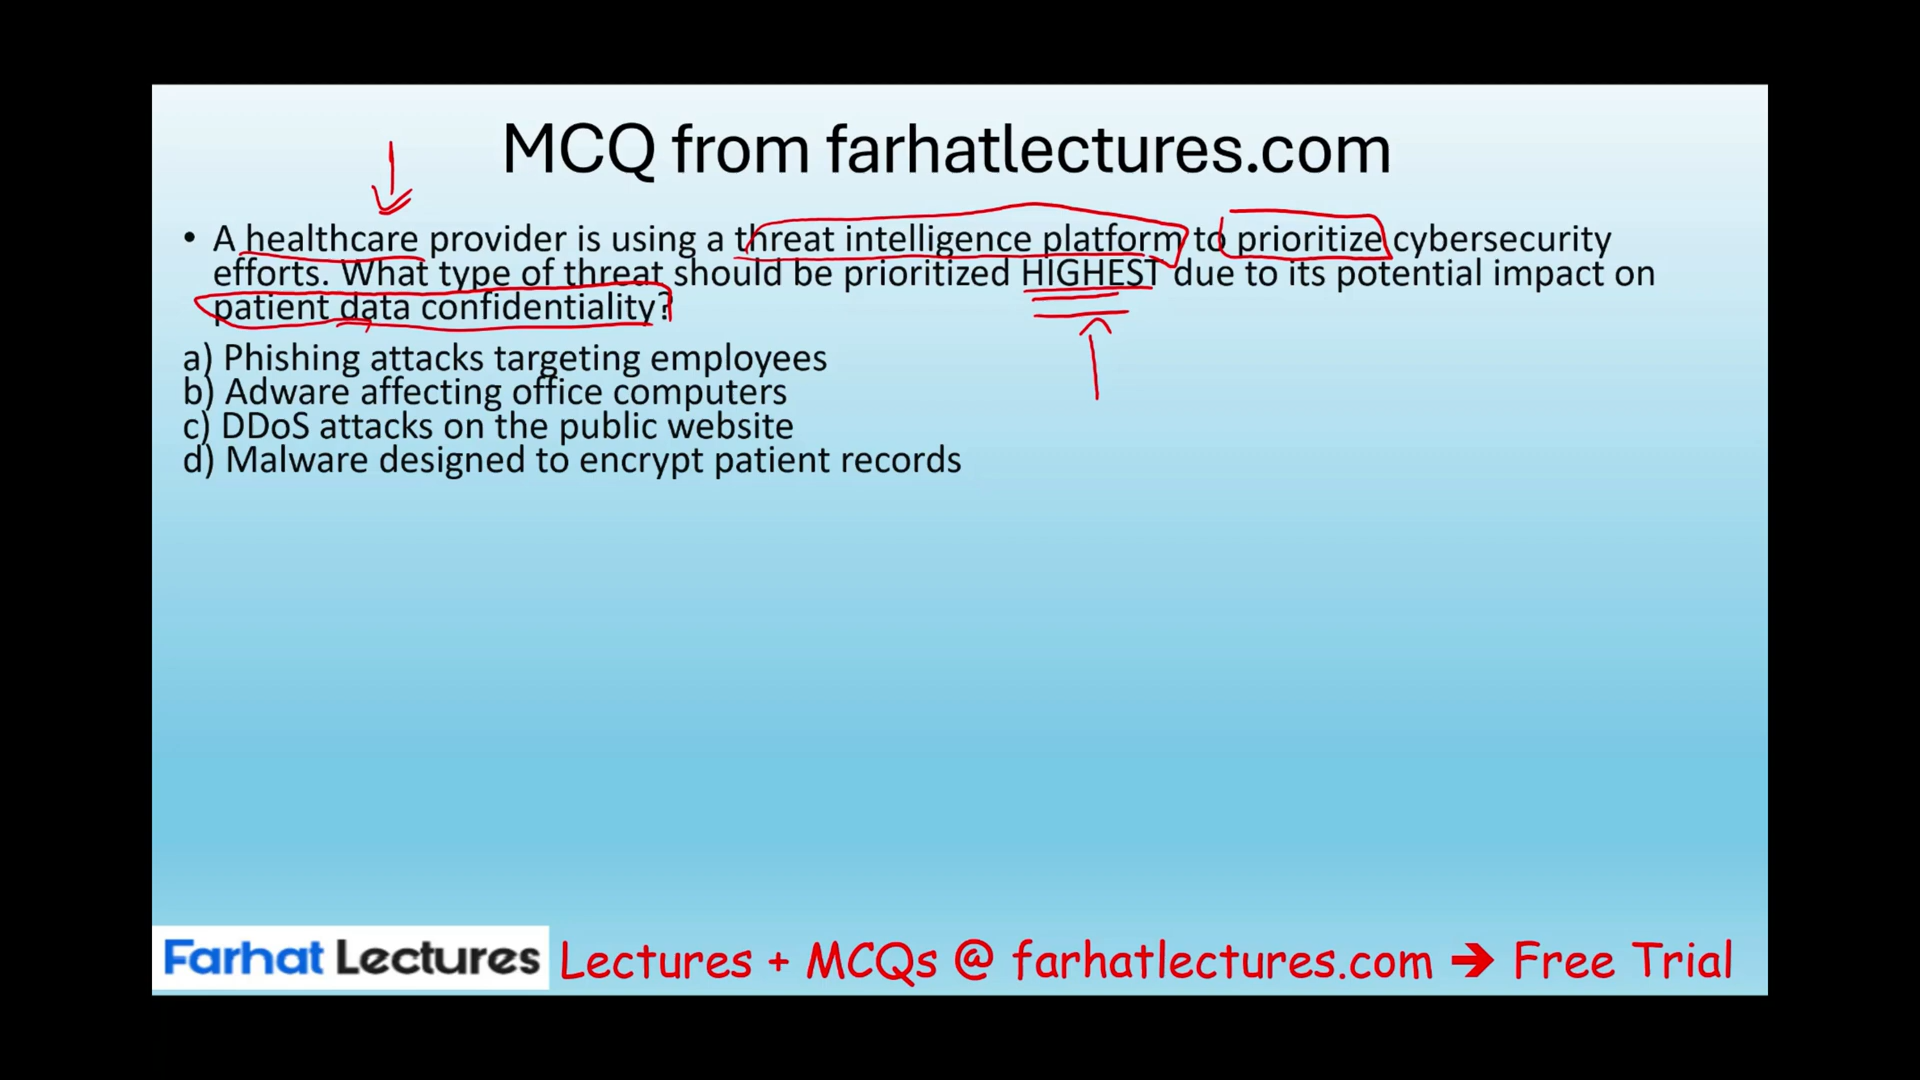 MCQ from farhatlectures.com
• A healthcare provider is using a threat intelligence platform to prioritize cybersecurity
efforts. What type of threat should be prioritized HIGHEST due to its potential impact on
patient data confidentiality?
a) Phishing attacks targeting employees
b) Adware affecting office computers
c) DDoS attacks on the public website
d) Malware designed to encrypt patient records
Farhat Lectures Lectures + MCQs @ farhatlectures.com ➔ Free Trial